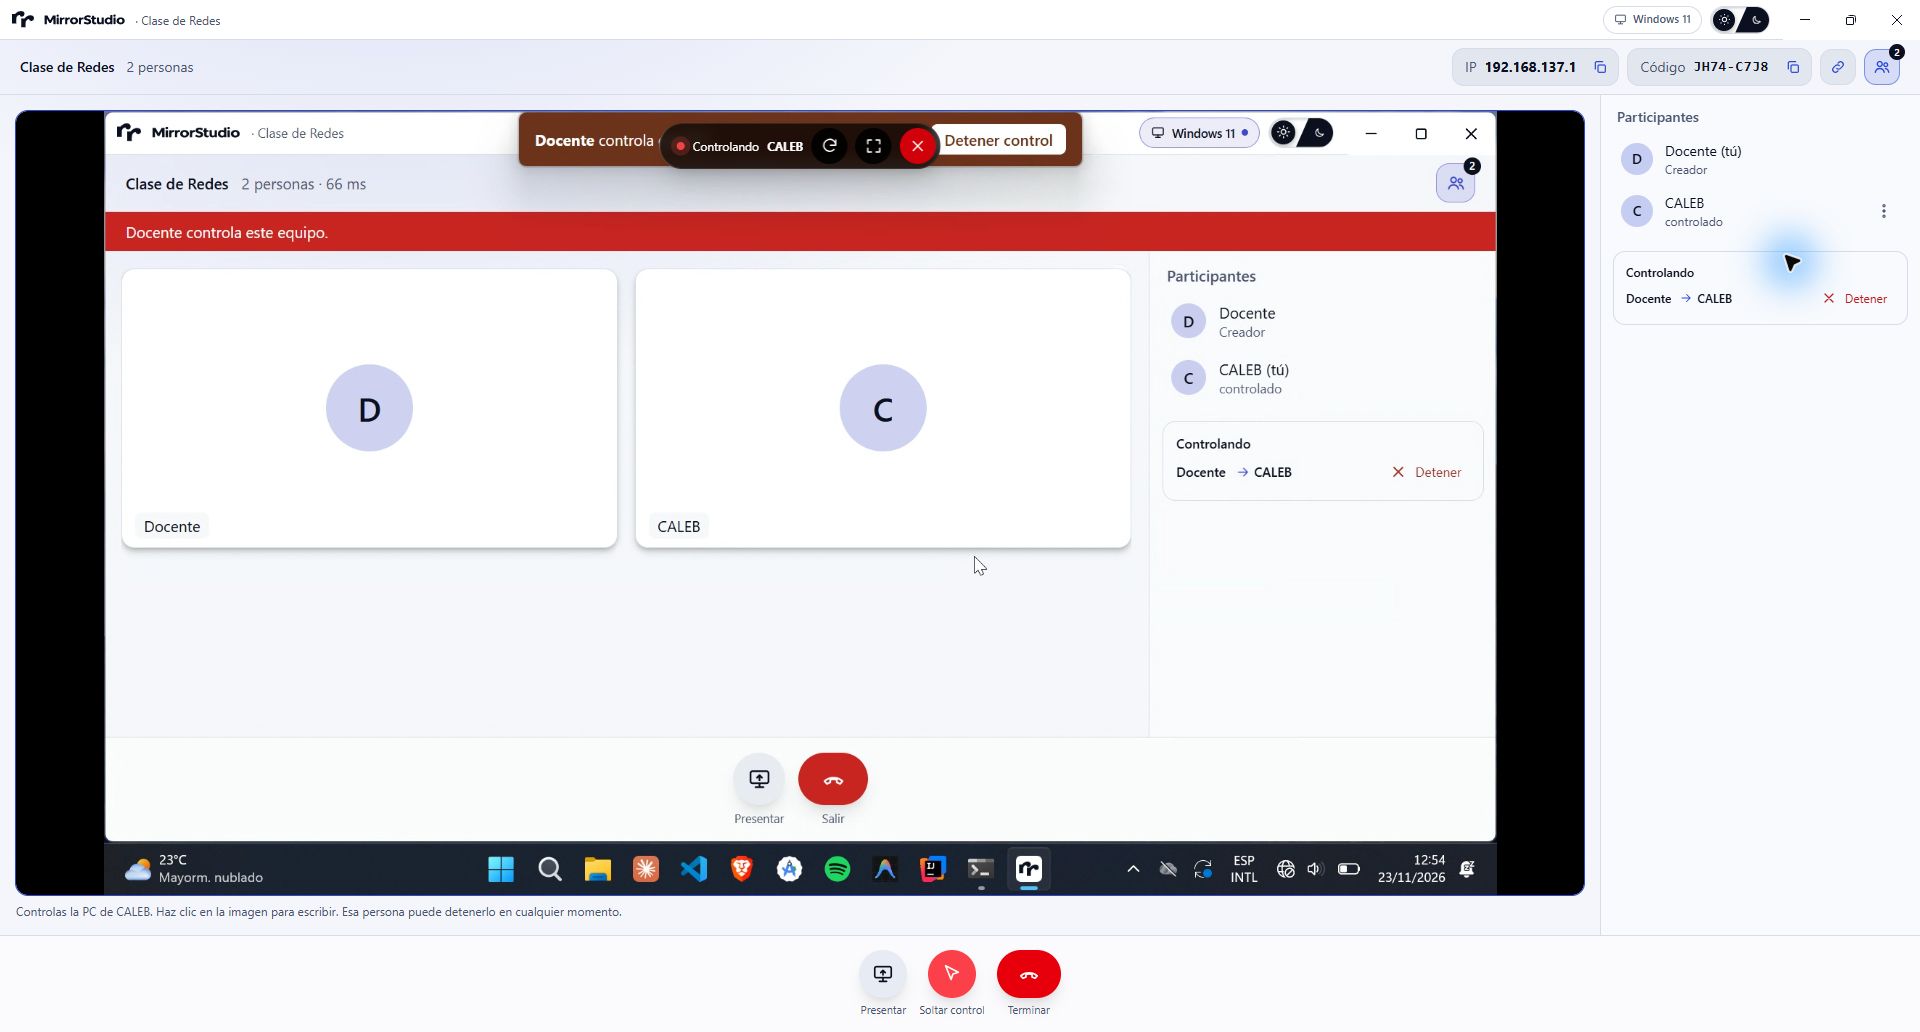 MirrorStudio · Clase de Redes
Windows 11
Clase de Redes 2 personas
IP 192.168.137.1
Código JH74-C7J8
2
MirrorStudio · Clase de Redes
Docente controla
Controlando CALEB
Detener control
Windows 11
Clase de Redes 2 personas · 66 ms
2
Docente controla este equipo.
D
Docente
C
CALEB
Participantes
D
Docente
Creador
C
CALEB (tú)
controlado
Controlando
Docente → CALEB
Detener
Presentar
Salir
23°C
Mayorm. nublado
ESP
INTL
12:54
23/11/2026
Controlas la PC de CALEB. Haz clic en la imagen para escribir. Esa persona puede detenerlo en cualquier momento.
Participantes
D
Docente (tú)
Creador
C
CALEB
controlado
Controlando
Docente → CALEB
Detener
Presentar
Soltar control
Terminar